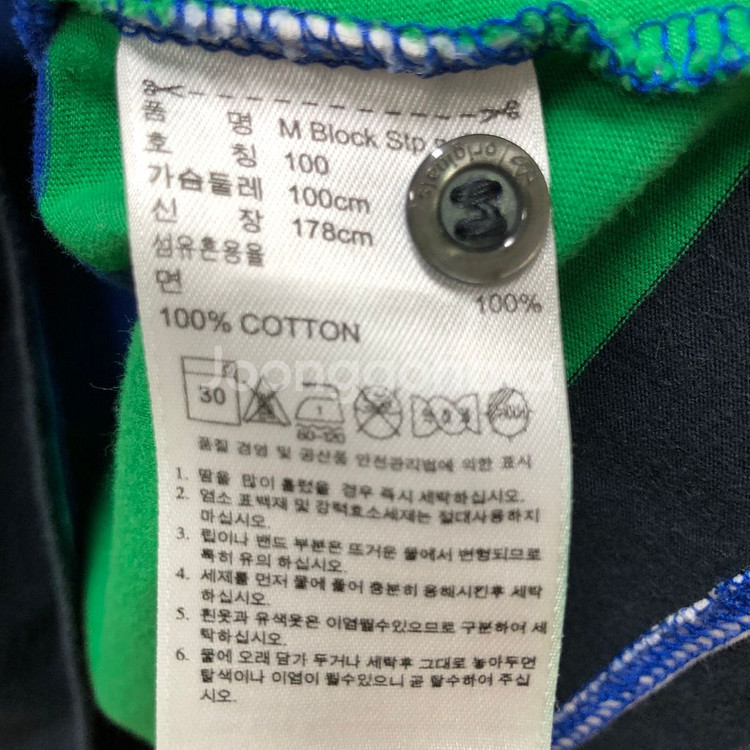 품 명 M Block Stp
호 칭 100
가슴둘레 100cm
신 장 178cm
섬유혼용율
면 100%
100% COTTON
30
60-120
품질 경영 및 공산품 안전관리법에 의한 표시
1. 땀을 많이 흘렸을 경우 즉시 세탁하십시오.
2. 염소 표백제 및 강력효소세제는 절대사용하지
마십시오.
3. 립이나 밴드 부분은 뜨거운 물에서 변형되므로
특히 유의 하십시오.
4. 세제를 먼저 물에 풀어 충분히 용해시킨후 세탁
하십시오.
5. 흰옷과 유색옷은 이염될수있으므로 구분하여 세
탁하십시오.
6. 물에 오래 담가 두거나 세탁후 그대로 놓아두면
탈색이나 이염이 될수있으니 곧 탈수하여 주십
시오.